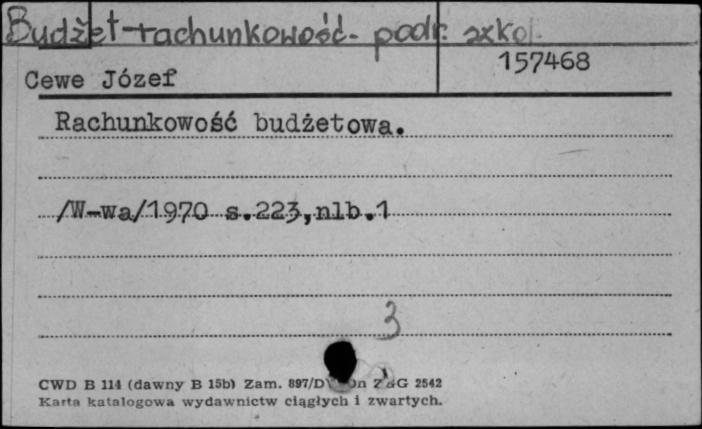 Budżet-rachunkowość- podr. szkol.
157468
Cewe Józef
Rachunkowość budżetowa.
/W-wa/1970 s.223,nlb.1
3
CWD B 114 (dawny B 15b) Zam. 897/D 2542
Karta katalogowa wydawnictw ciągłych i zwartych.